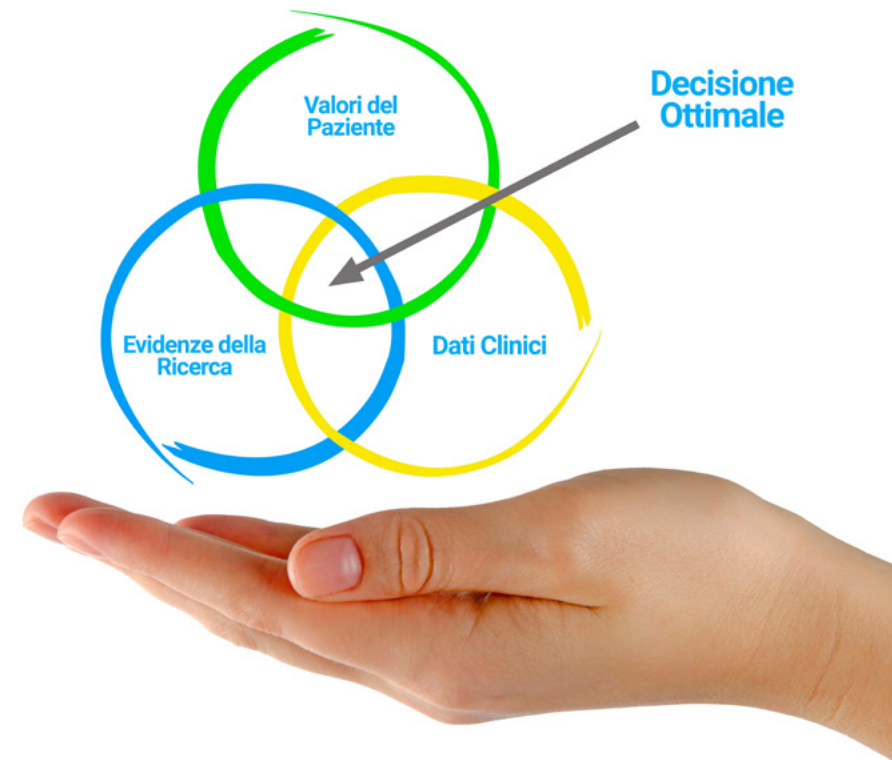 Valori del
Paziente
Decisione
Ottimale
Evidenze della
Ricerca
Dati Clinici